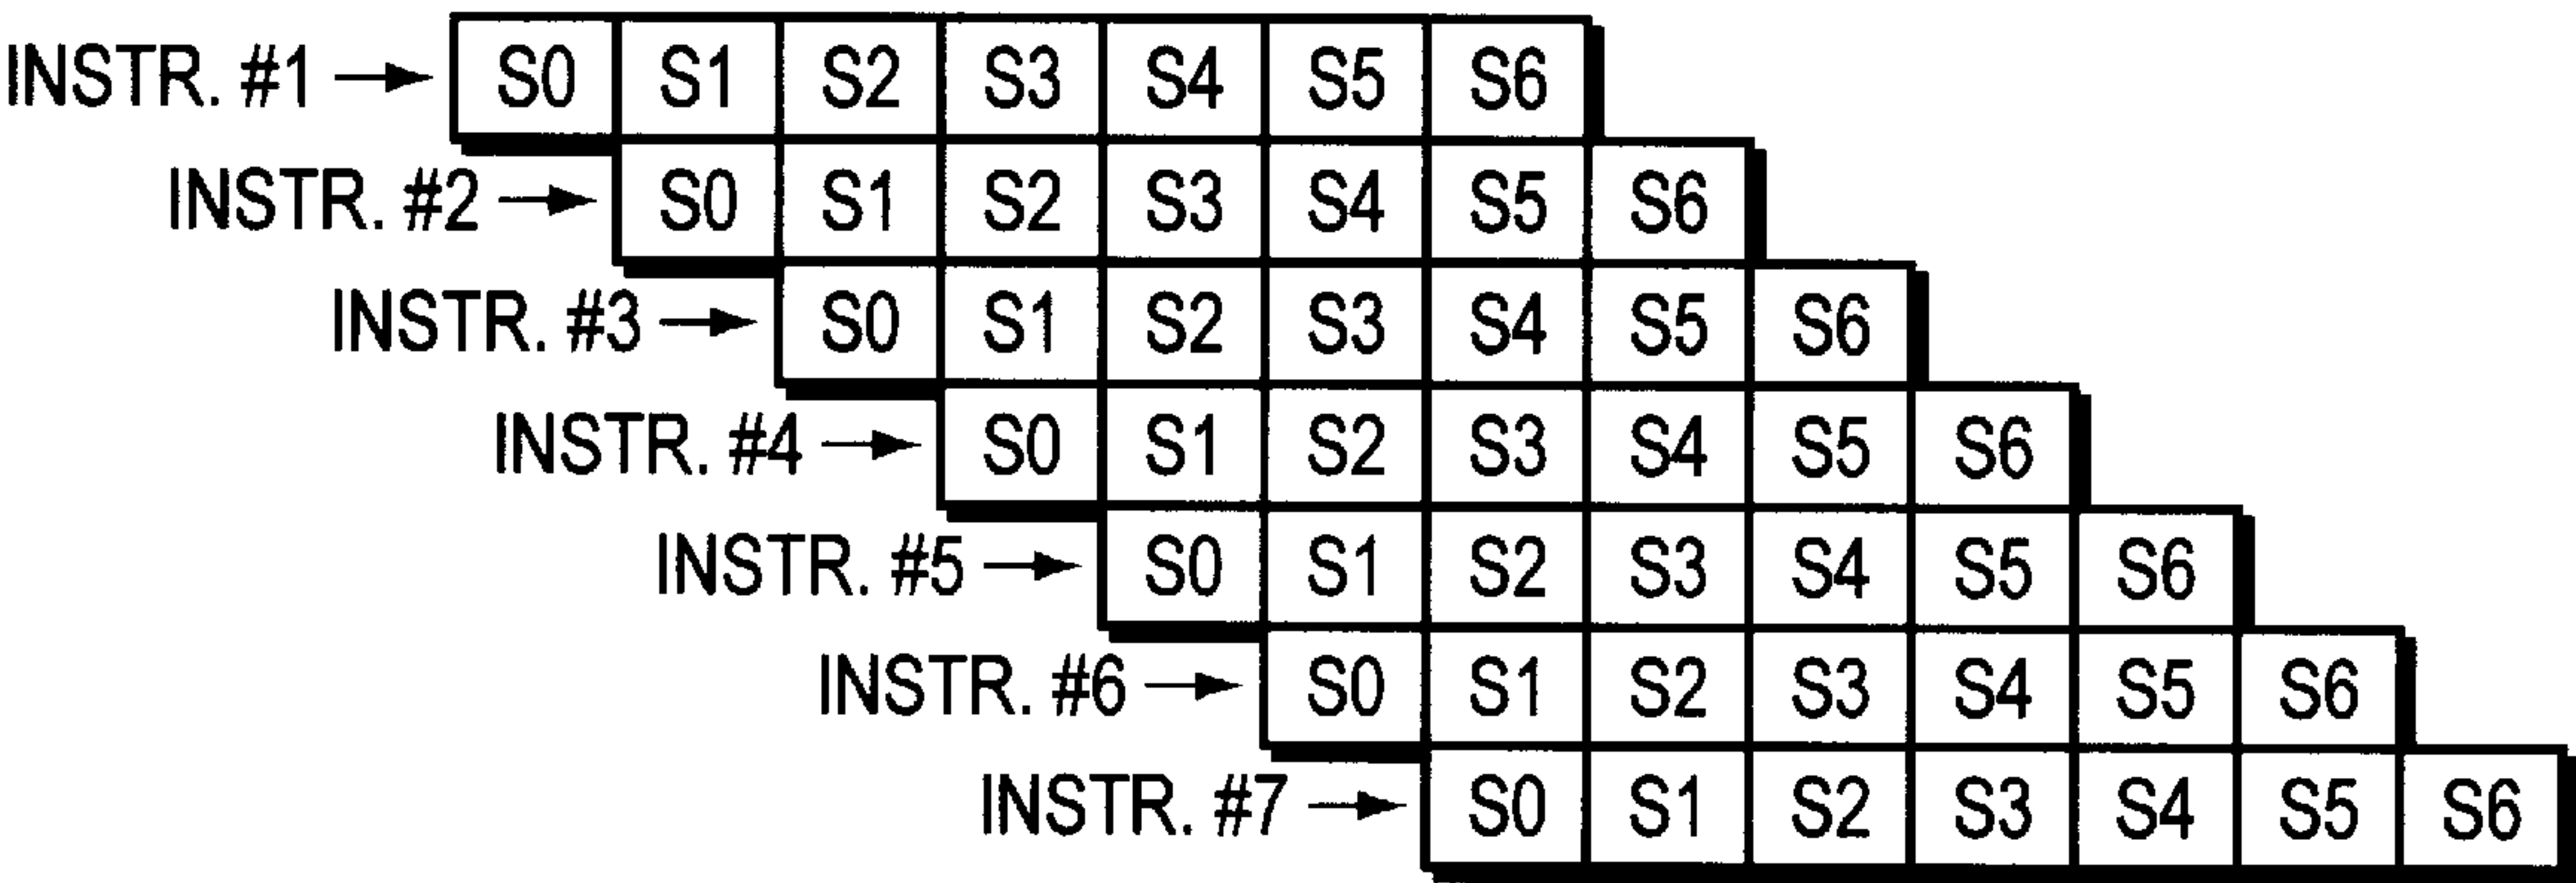 INSTR. #1 S0 S1 S2 S3 S4 S5 S6
INSTR. #2 S0 S1 S2 S3 S4 S5 S6
INSTR. #3 S0 S1 S2 S3 S4 S5 S6
INSTR. #4 S0 S1 S2 S3 S4 S5 S6
INSTR. #5 S0 S1 S2 S3 S4 S5 S6
INSTR. #6 S0 S1 S2 S3 S4 S5 S6
INSTR. #7 S0 S1 S2 S3 S4 S5 S6